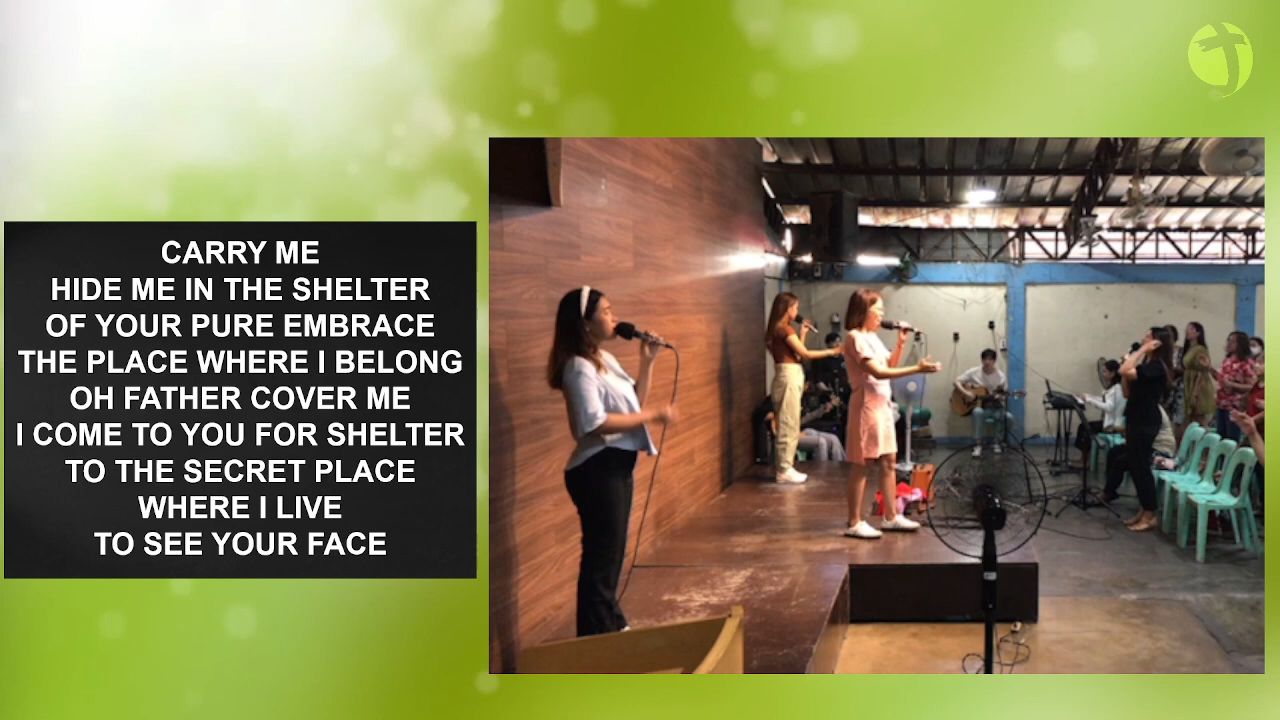 CARRY ME
HIDE ME IN THE SHELTER
OF YOUR PURE EMBRACE
THE PLACE WHERE I BELONG
OH FATHER COVER ME
I COME TO YOU FOR SHELTER
TO THE SECRET PLACE
WHERE I LIVE
TO SEE YOUR FACE